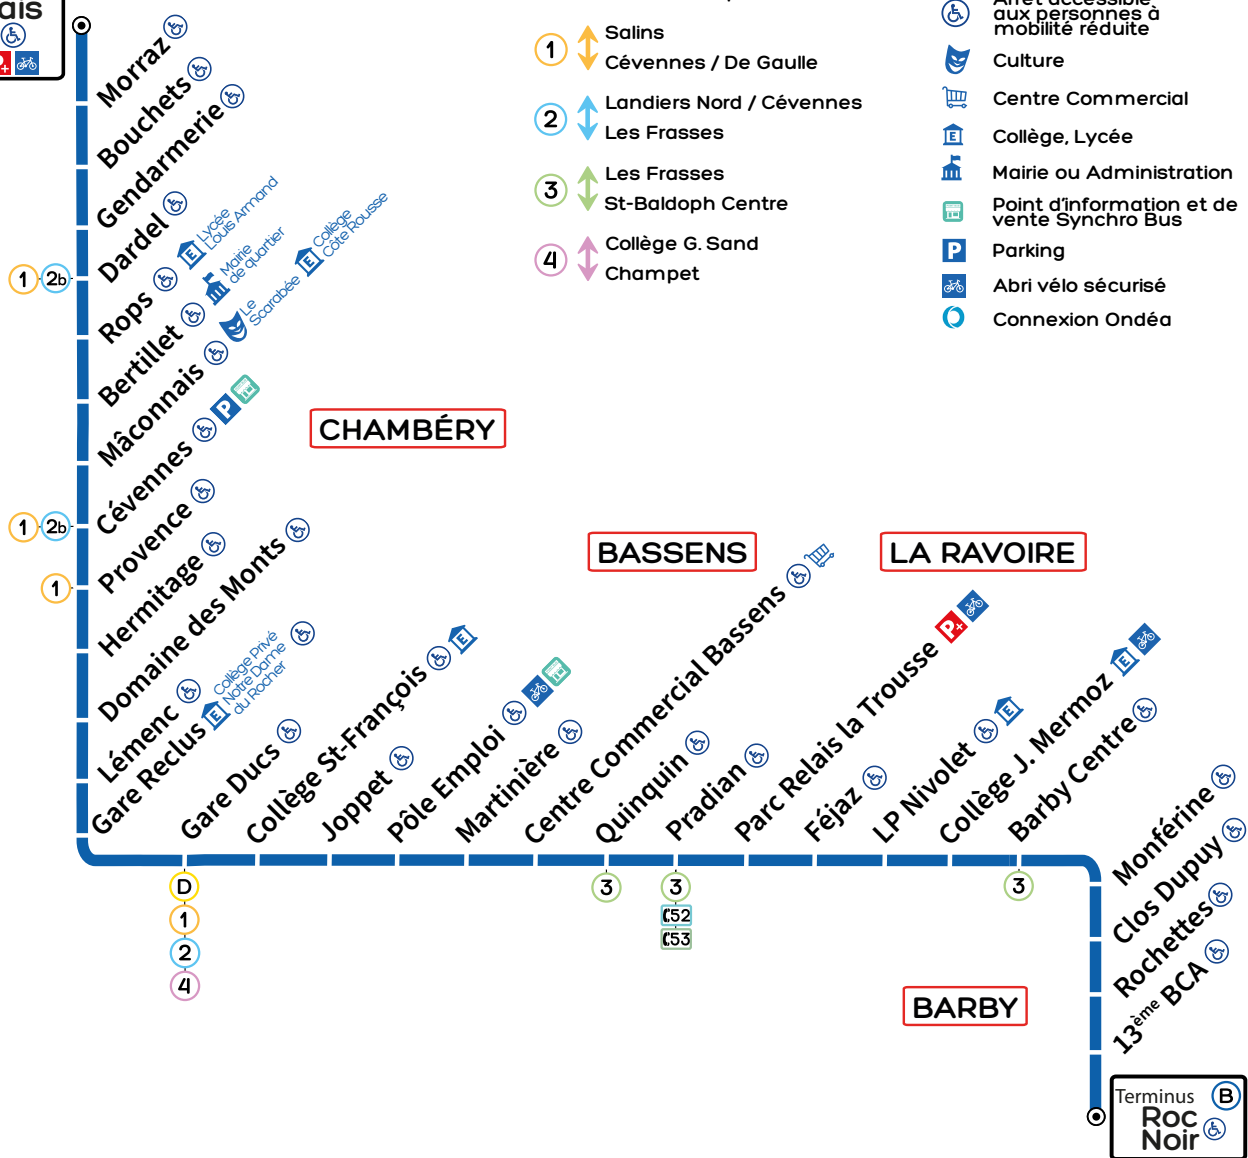 ais
P+
Morraz
Bouchets
Gendarmerie
Dardel
Lycée
Louis Armand
1 2b
Rops
Mairie
de quartier
Bertillet
Le
Scarabée
Collège
Côte Rousse
Mâconnais
Cévennes
P
1 2b
Provence
1
Hermitage
Domaine des Monts
Lémenc
Gare Reclus
Collège Privé
Notre Dame
du Rocher
Gare Ducs
D
1
2
4
Collège St-François
Joppet
Pôle Emploi
Martinière
Centre Commercial Bassens
Quinquin
3
Pradian
3
52
53
Parc Relais la Trousse
P+
Féjaz
LP Nivolet
Collège J. Mermoz
Barby Centre
3
Monférine
Clos Dupuy
Rochettes
13ème BCA
Terminus B
Roc
Noir
CHAMBÉRY
BASSENS
LA RAVOIRE
BARBY
1
Salins
Cévennes / De Gaulle
2
Landiers Nord / Cévennes
Les Frasses
3
Les Frasses
St-Baldoph Centre
4
Collège G. Sand
Champet
Arrêt accessible
aux personnes à
mobilité réduite
Culture
Centre Commercial
E Collège, Lycée
Mairie ou Administration
Point d'information et de
vente Synchro Bus
P Parking
Abri vélo sécurisé
Connexion Ondéa